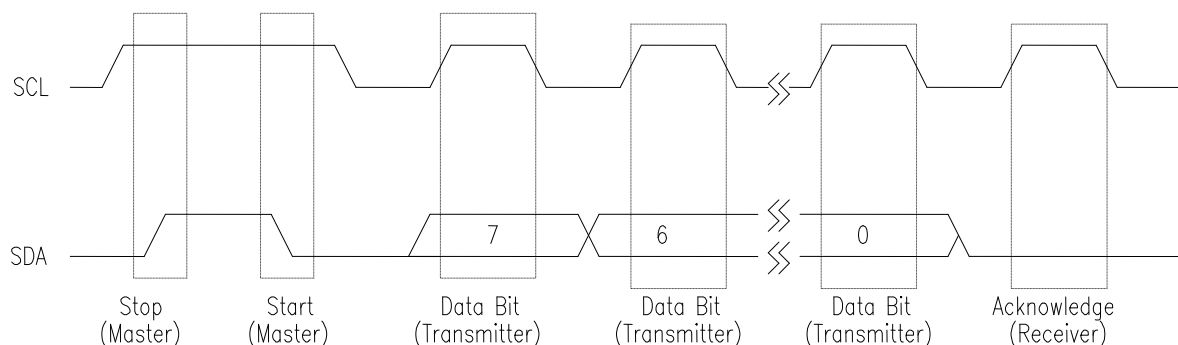 SCL
7
6
0
SDA
Stop
(Master)
Start
(Master)
Data Bit
(Transmitter)
Data Bit
(Transmitter)
Data Bit
(Transmitter)
Acknowledge
(Receiver)